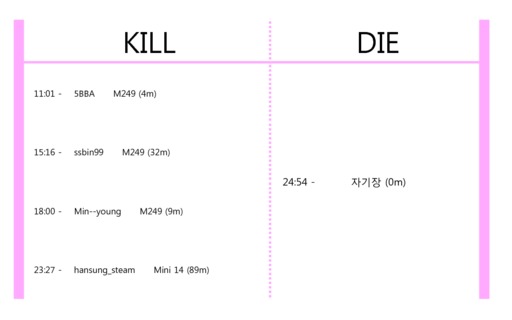 KILL
DIE
11:01 - 5BBA M249 (4m)
15:16 - ssbin99 M249 (32m)
24:54 - 자기장 (0m)
18:00 - Min--young M249 (9m)
23:27 - hansung_steam Mini 14 (89m)